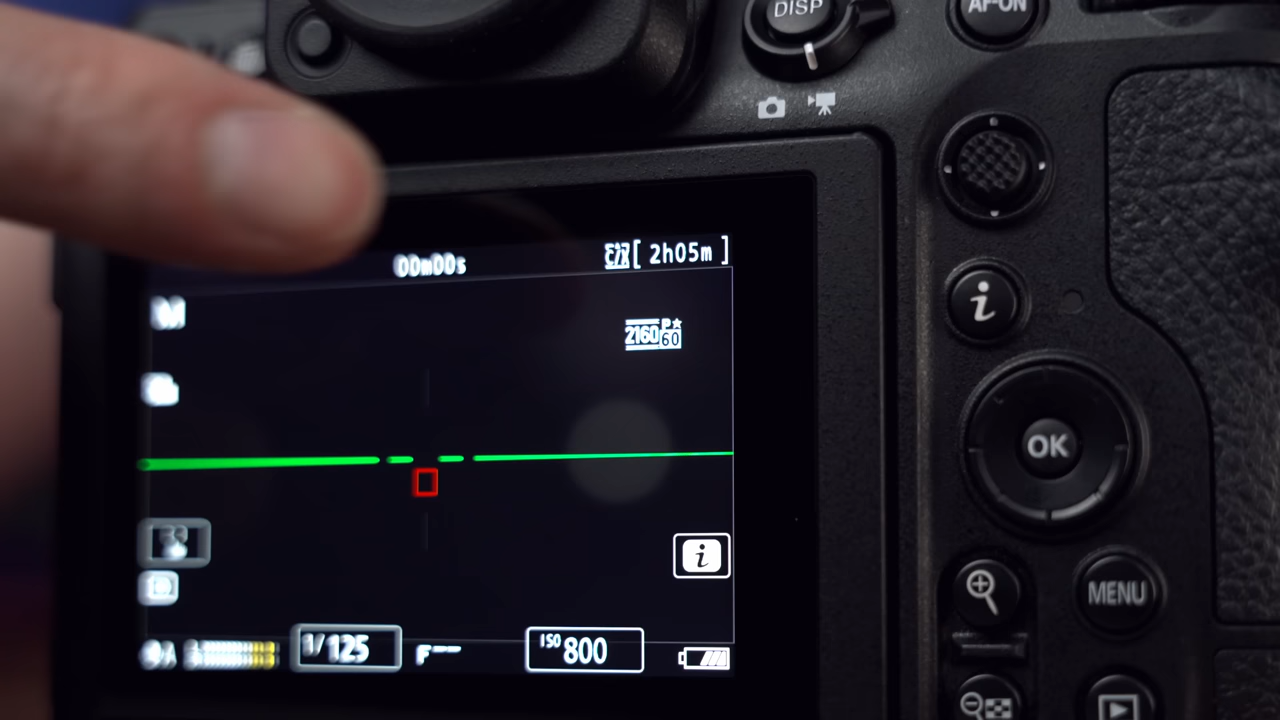 DISP
AF-ON
00m00s
[ 2h05m ]
M
2160 P★
60
i
i
OK
MENU
1/125
F--
ISO 800
A